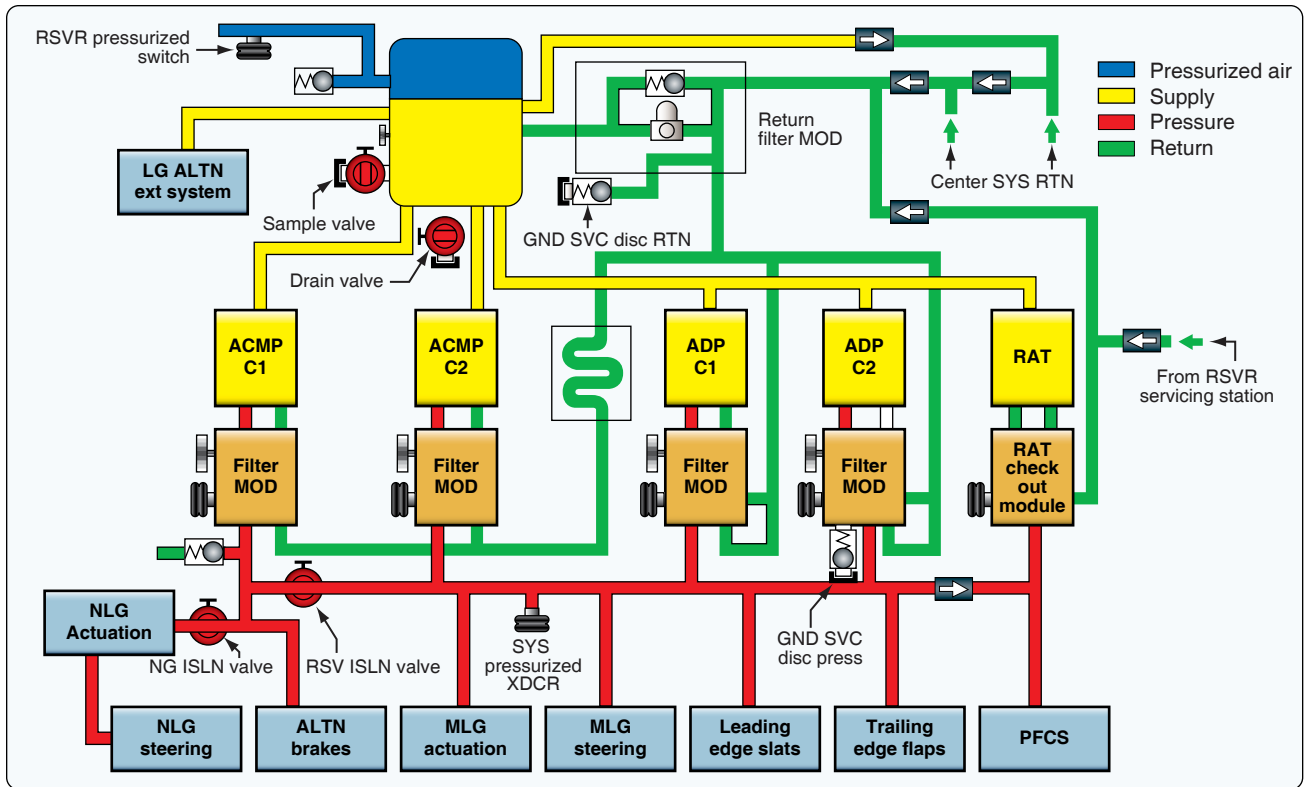 RSVR pressurized
switch
Pressurized air
Supply
Pressure
Return
Return
filter MOD
LG ALTN
ext system
Center SYS RTN
Sample valve
GND SVC disc RTN
Drain valve
ACMP
C1
ACMP
C2
ADP
C1
ADP
C2
RAT
From RSVR
servicing station
Filter
MOD
Filter
MOD
Filter
MOD
Filter
MOD
RAT
check
out
module
NLG
Actuation
NG ISLN valve
RSV ISLN valve
SYS
pressurized
XDCR
GND SVC
disc press
NLG
steering
ALTN
brakes
MLG
actuation
MLG
steering
Leading
edge slats
Trailing
edge flaps
PFCS